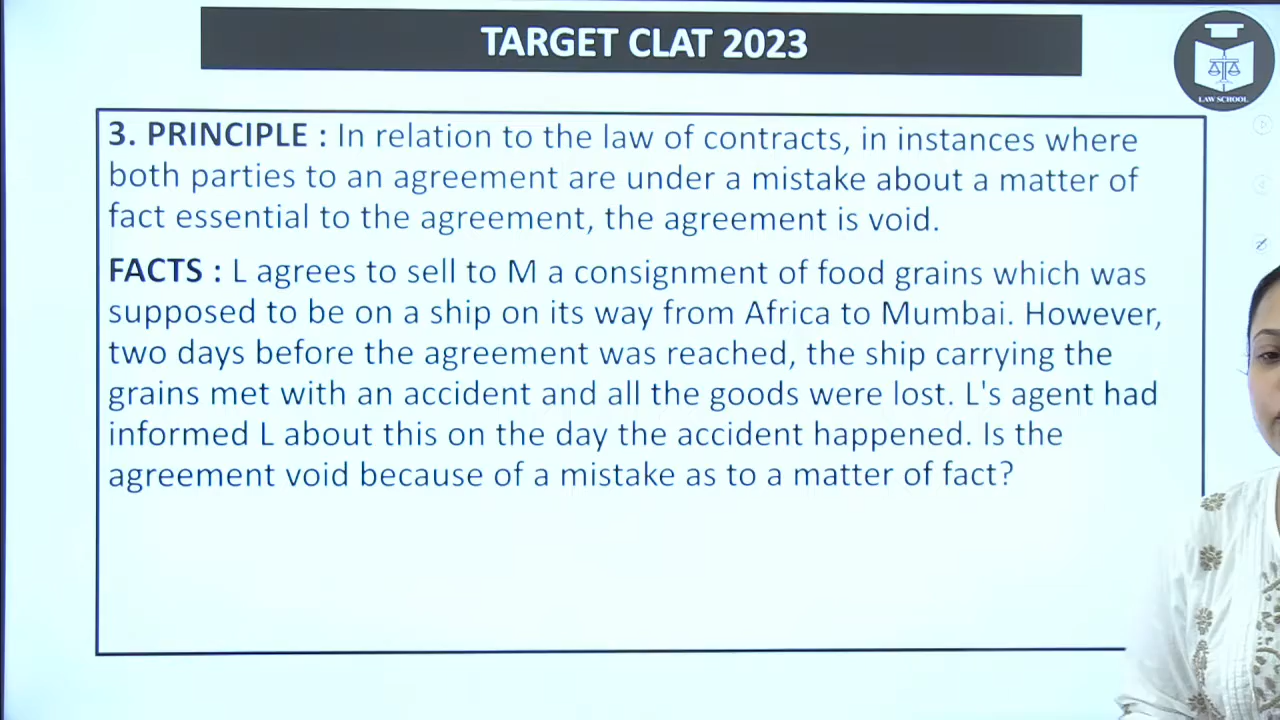 TARGET CLAT 2023
LAW SCHOOL
3. PRINCIPLE : In relation to the law of contracts, in instances where
both parties to an agreement are under a mistake about a matter of
fact essential to the agreement, the agreement is void.
FACTS : L agrees to sell to M a consignment of food grains which was
supposed to be on a ship on its way from Africa to Mumbai. However,
two days before the agreement was reached, the ship carrying the
grains met with an accident and all the goods were lost. L's agent had
informed L about this on the day the accident happened. Is the
agreement void because of a mistake as to a matter of fact?